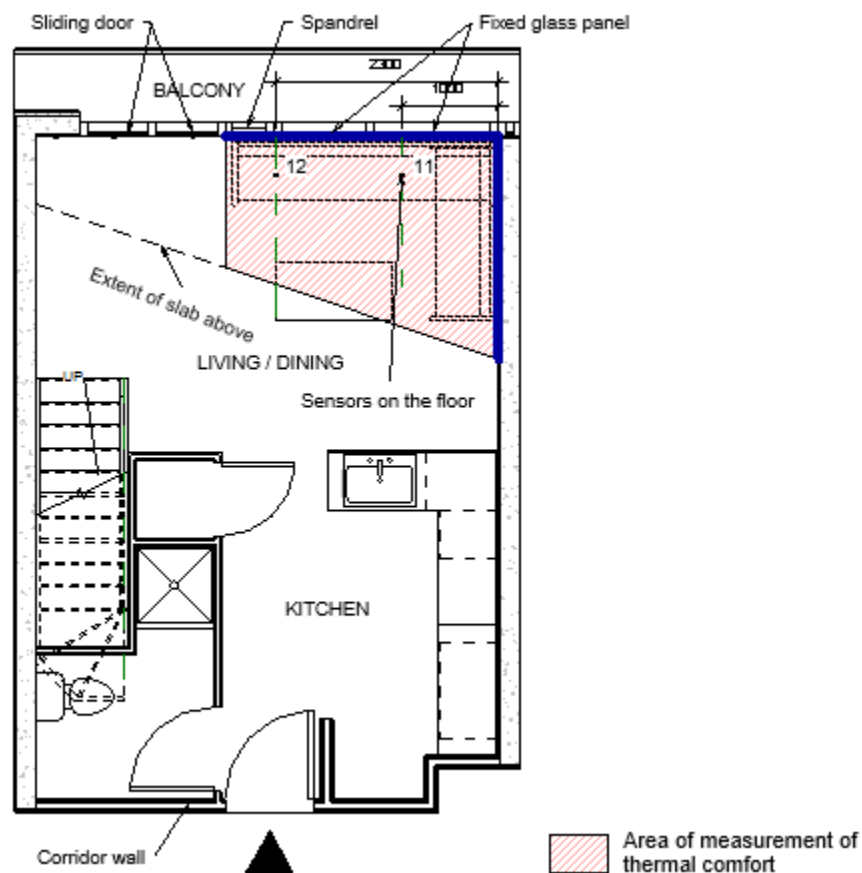 Sliding door
Spandrel
Fixed glass panel
2300
1000
BALCONY
12
11
Extent of slab above
LIVING / DINING
UP
Sensors on the floor
KITCHEN
Corridor wall
Area of measurement of
thermal comfort